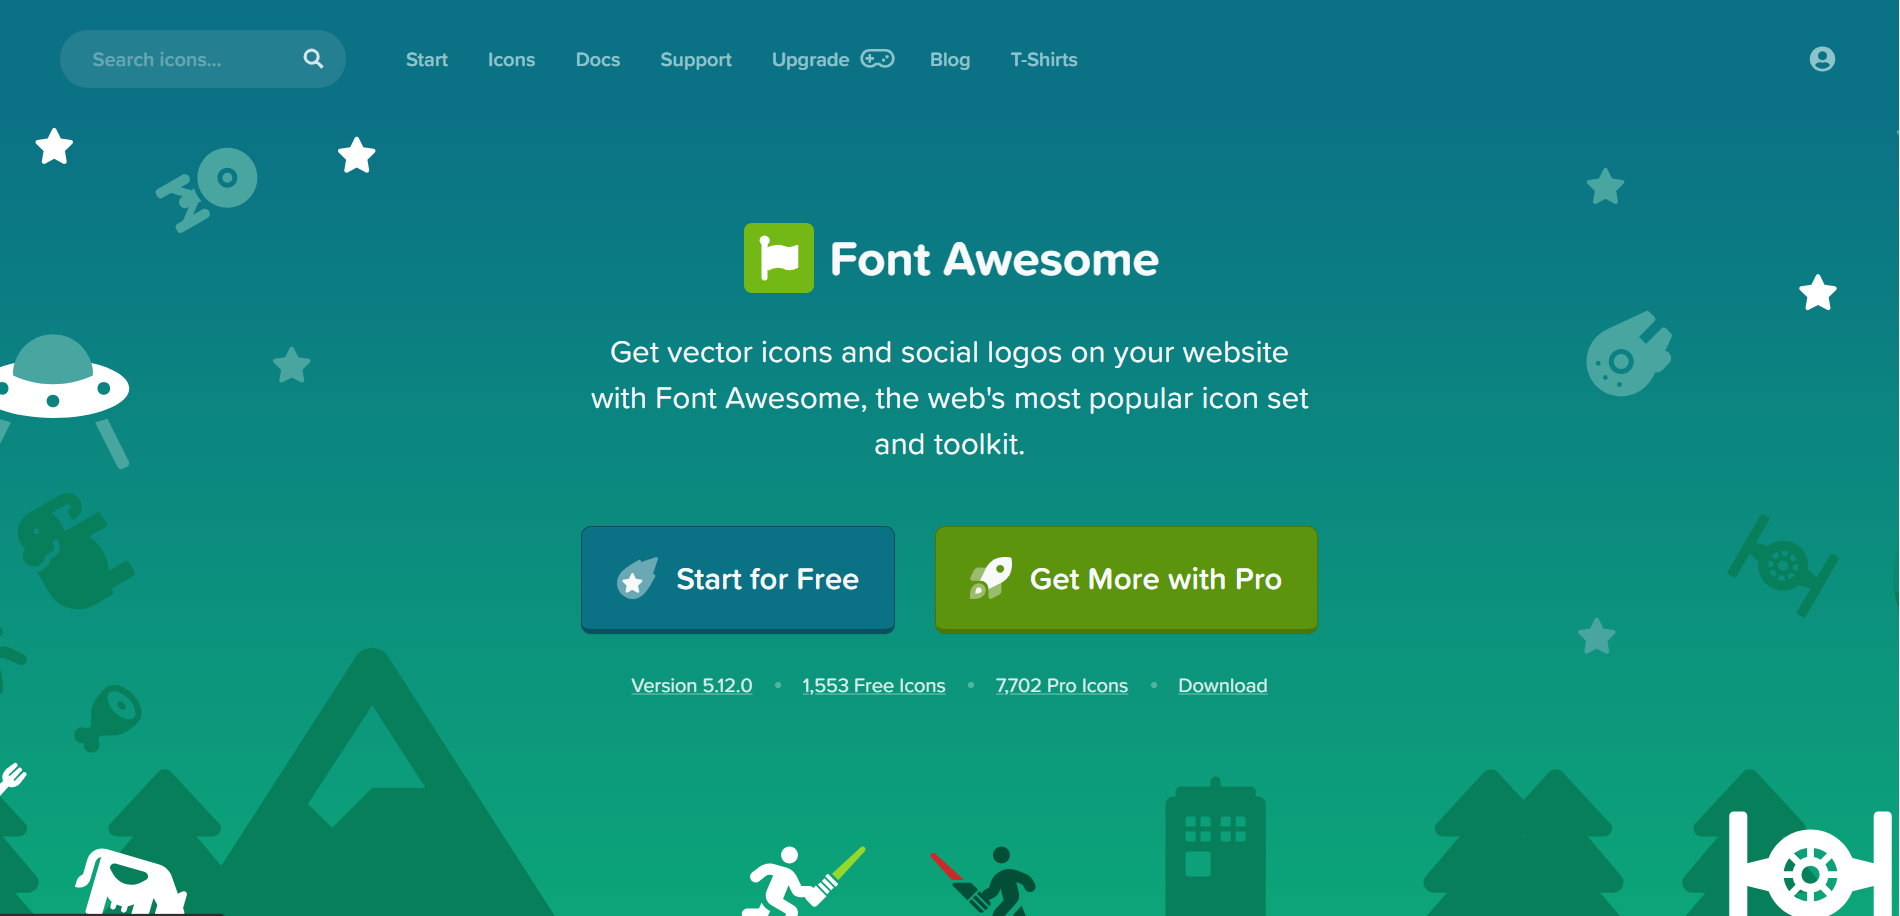 Search icons...
Start
Icons
Docs
Support
Upgrade
Blog
T-Shirts
Font Awesome
Get vector icons and social logos on your website
with Font Awesome, the web's most popular icon set
and toolkit.
Start for Free
Get More with Pro
Version 5.12.0 • 1,553 Free Icons • 7,702 Pro Icons • Download